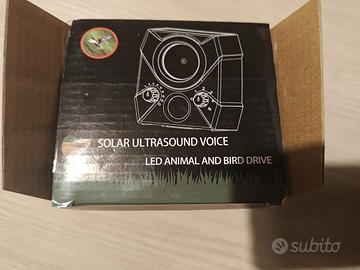 SOLAR ULTRASOUND VOICE
LED ANIMAL AND BIRD DRIVE
subito